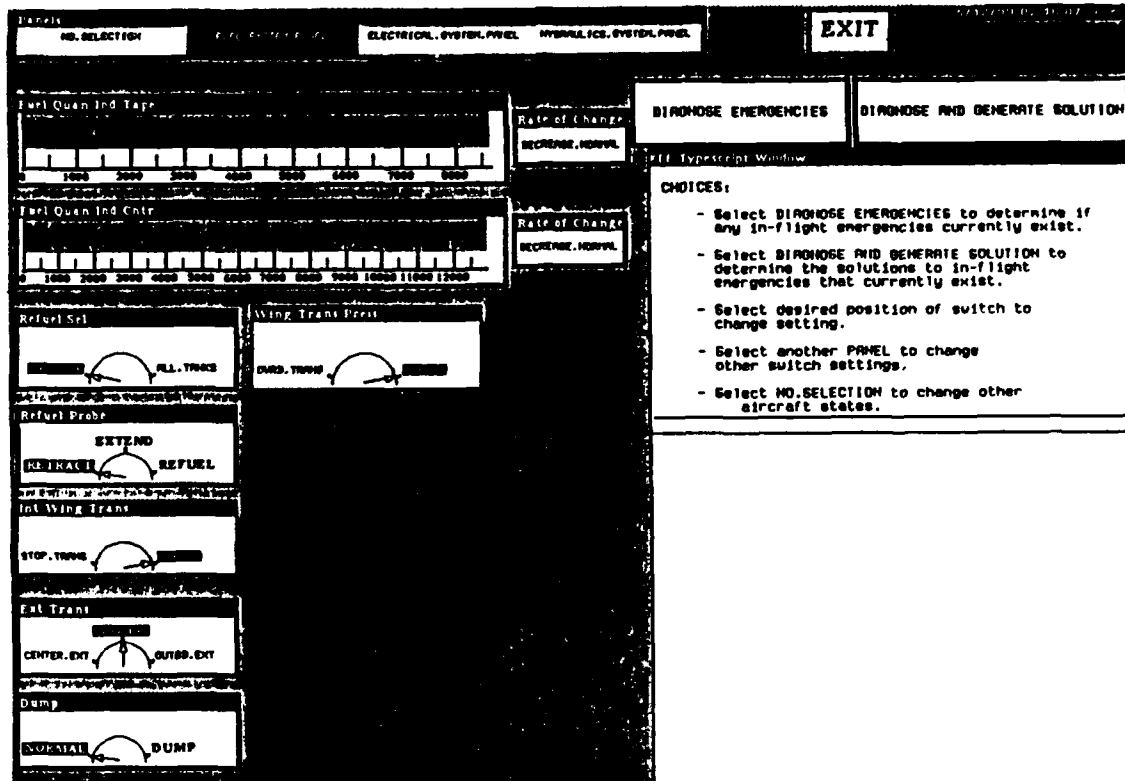 Panels
NO.SELECTION
ELECTRICAL.SYSTEM.PANEL
HYDRAULICS.SYSTEM.PANEL
EXIT
Fuel Quan Ind Tape
0 1000 2000 3000 4000 5000 6000 7000 8000
Rate of Change
DECREASE.NORMAL
DIAGNOSE EMERGENCIES
DIAGNOSE AND GENERATE SOLUTION
Typescript Window
Fuel Quan Ind Cntr
0 1000 2000 3000 4000 5000 6000 7000 8000 9000 10000 11000 12000
Rate of Change
DECREASE.NORMAL
CHOICES:
- Select DIAGNOSE EMERGENCIES to determine if
any in-flight emergencies currently exist.
- Select DIAGNOSE AND GENERATE SOLUTION to
determine the solutions to in-flight
emergencies that currently exist.
- Select desired position of switch to
change setting.
- Select another PANEL to change
other switch settings.
- Select NO.SELECTION to change other
aircraft states.
Refuel Sel
ALL.TANKS
Wing Trans Press
OVRD.TRANS
Refuel Probe
EXTEND
RETRACT
REFUEL
Int Wing Trans
STOP.TRANS
Ext Trans
CENTER.EXT
OUTBD.EXT
Dump
NORMAL
DUMP